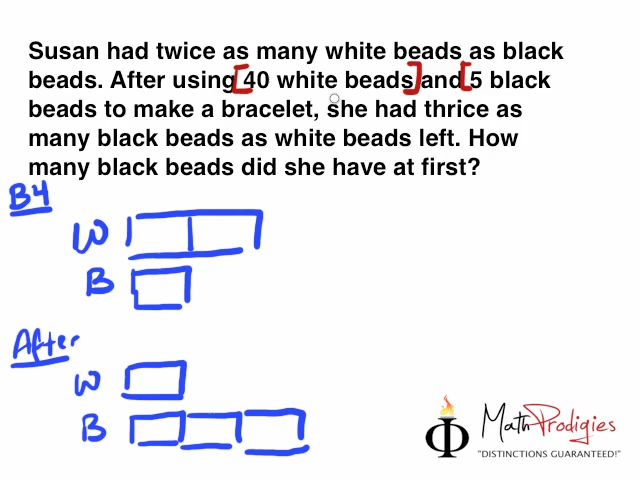 Susan had twice as many white beads as black
beads. After using [40 white beads] and [5 black
beads to make a bracelet, she had thrice as
many black beads as white beads left. How
many black beads did she have at first?
B4
W
B
After
W
B
Φ Math Prodigies
"DISTINCTIONS GUARANTEED!"